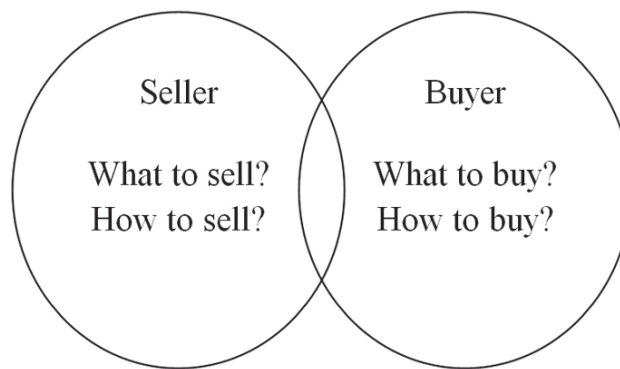 Seller
What to sell?
How to sell?
Buyer
What to buy?
How to buy?